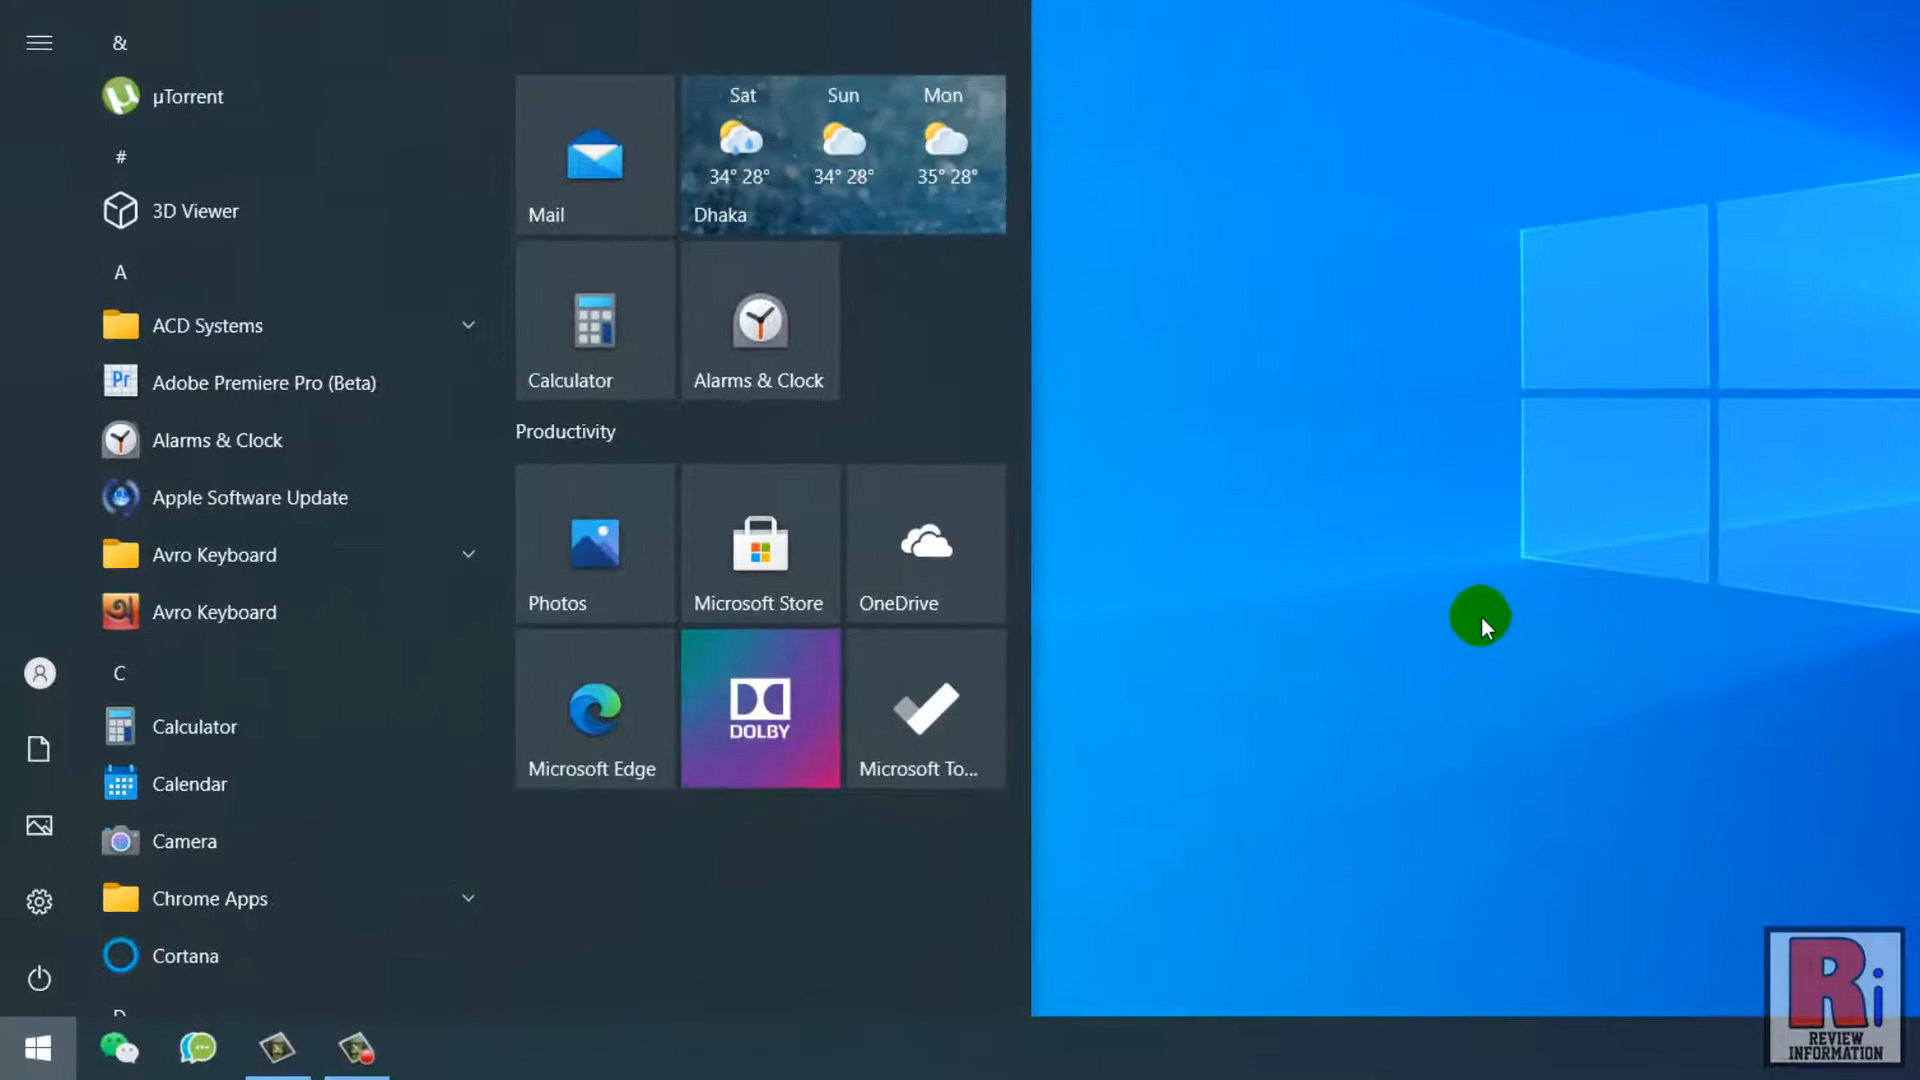 &
µTorrent
#
3D Viewer
A
ACD Systems
Adobe Premiere Pro (Beta)
Pr
Alarms & Clock
Apple Software Update
Avro Keyboard
Avro Keyboard
C
Calculator
Calendar
Camera
Chrome Apps
Cortana
Mail
Sat Sun Mon
34° 28° 34° 28° 35° 28°
Dhaka
Calculator
Alarms & Clock
Productivity
Photos
Microsoft Store
OneDrive
Microsoft Edge
DOLBY
Microsoft To...
Ri
REVIEW
INFORMATION